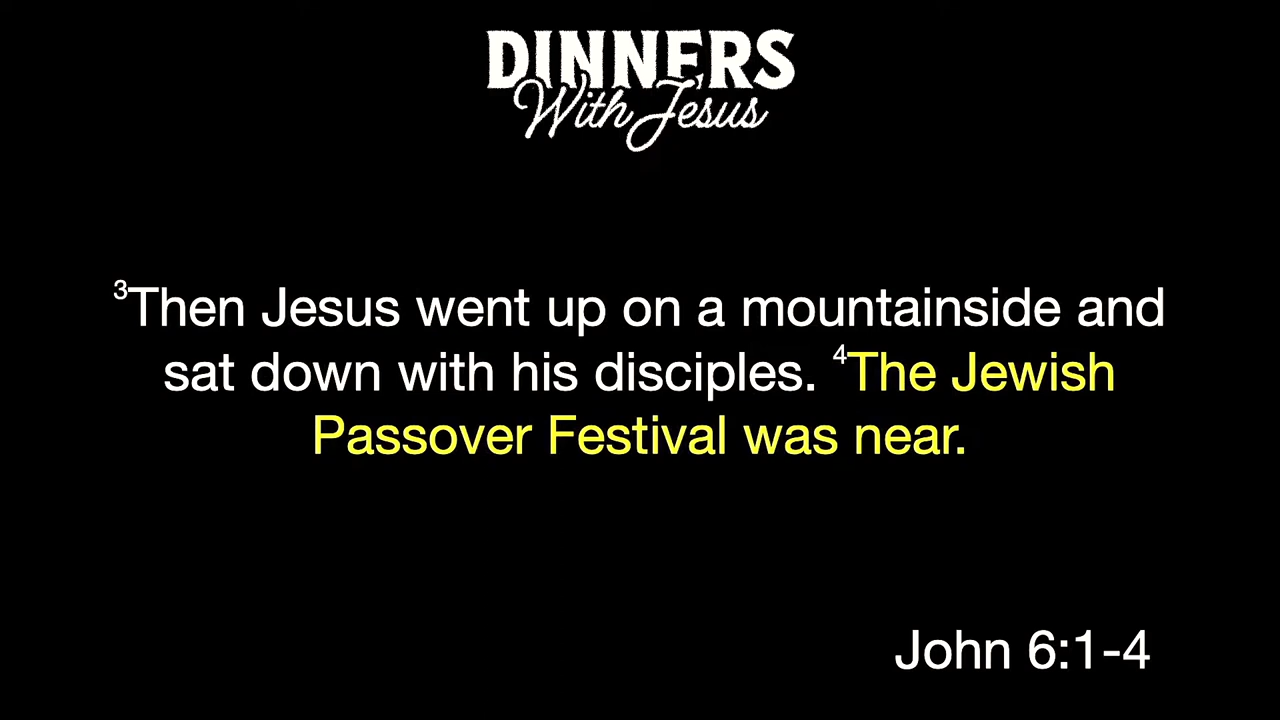 DINNERS
With Jesus
³Then Jesus went up on a mountainside and
sat down with his disciples. ⁴The Jewish
Passover Festival was near.
John 6:1-4